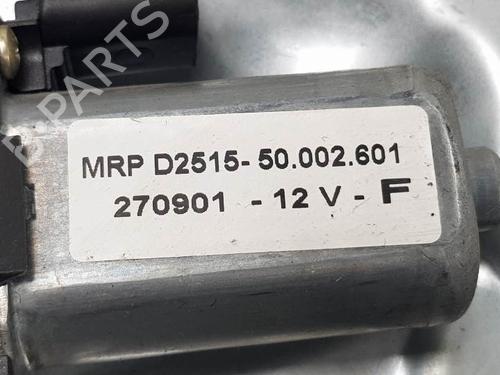 B-PARTS
MRP D2515-50.002.601
270901 - 12 V - F